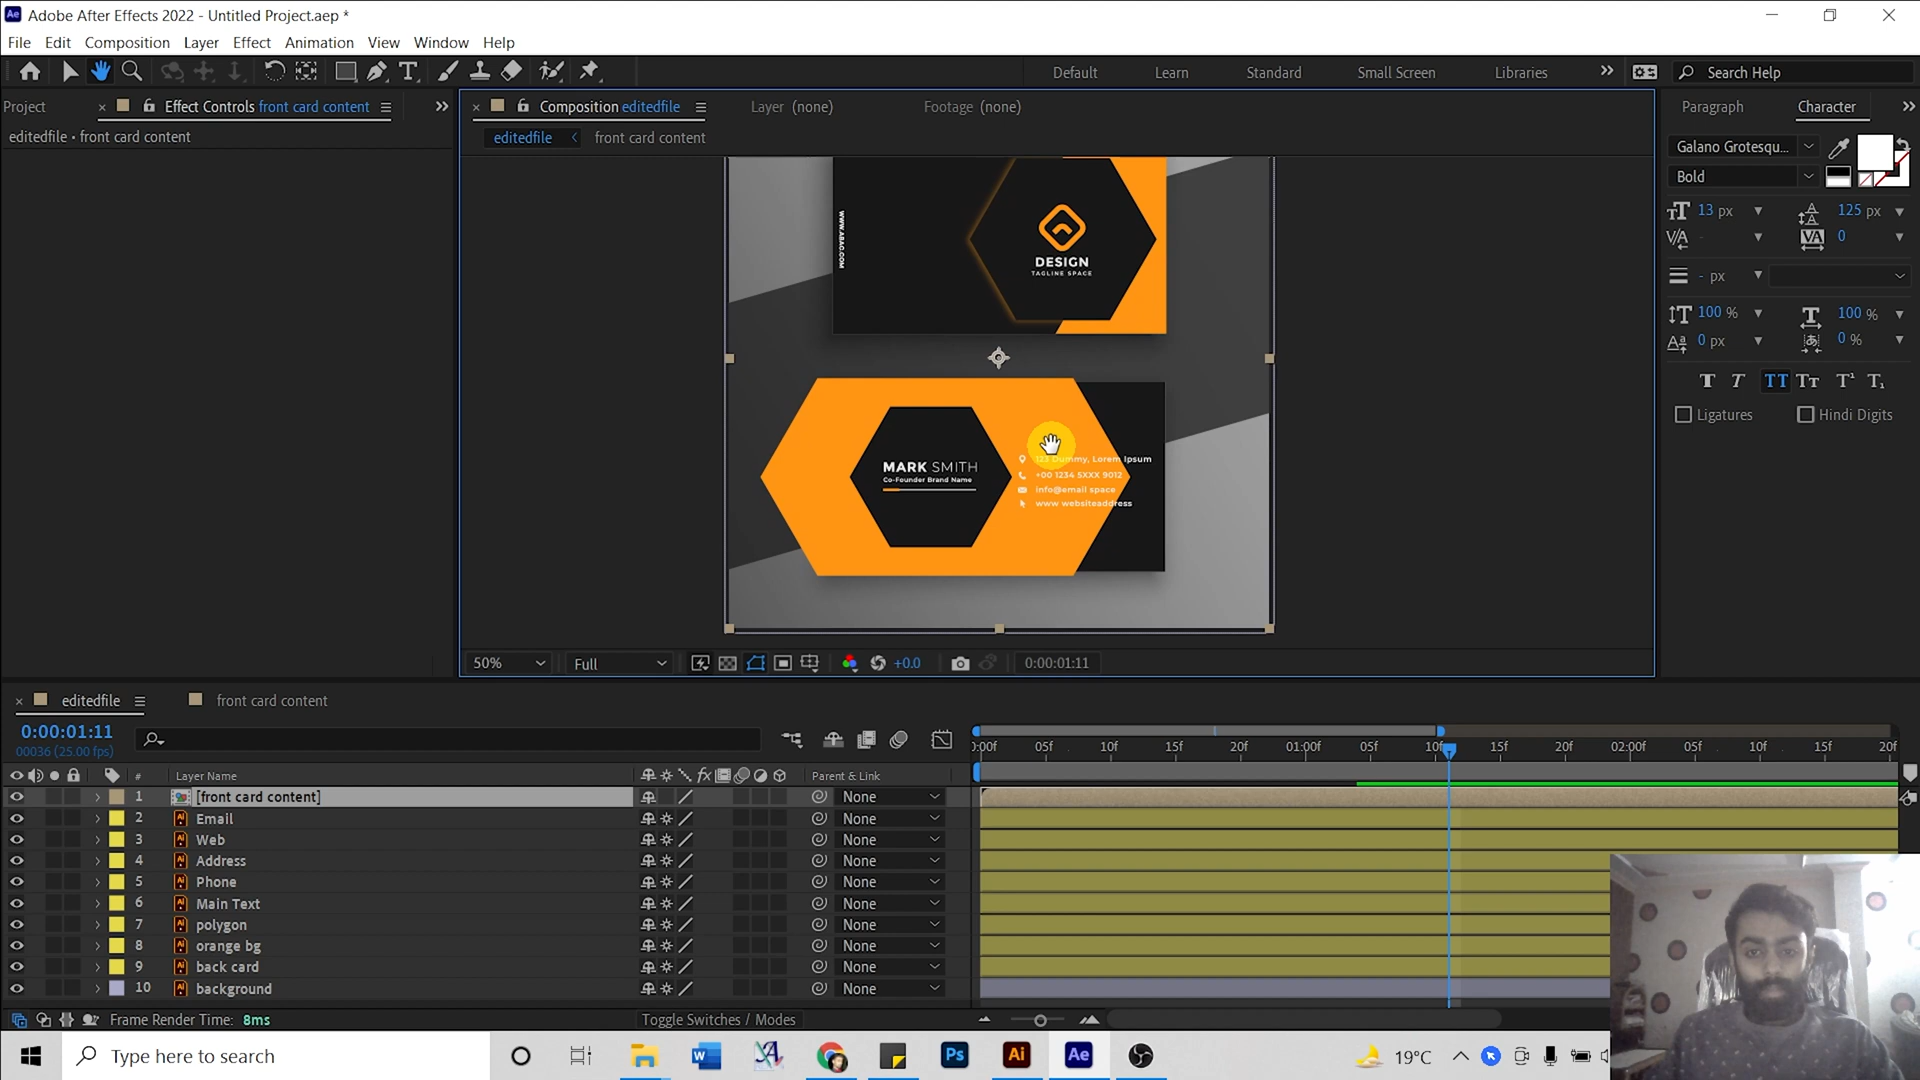 Adobe After Effects 2022 - Untitled Project.aep *
File Edit Composition Layer Effect Animation View Window Help
Default Learn Standard Small Screen Libraries Search Help
Project Effect Controls front card content Composition editedfile Layer (none) Footage (none) Paragraph Character
editedfile • front card content editedfile front card content
Galano Grotesqu...
Bold
13 px 125 px
0
- px
100 % 100 %
0 px 0 %
Ligatures Hindi Digits
WWW.ABAC.COM
DESIGN
TAGLINE SPACE
MARK SMITH
Co-Founder Brand Name
123 Dummy, Lorem Ipsum
+00 1234 5XXX 9012
info@email space
www websiteaddress
50% Full +0.0 0:00:01:11
editedfile front card content
0:00:01:11
00036 (25.00 fps)
:00f 05f 10f 15f 20f 01:00f 05f 10f 15f 20f 02:00f 05f 10f 15f 20f
# Layer Name fx Parent & Link
1 [front card content] None
2 Email None
3 Web None
4 Address None
5 Phone None
6 Main Text None
7 polygon None
8 orange bg None
9 back card None
10 background None
Frame Render Time: 8ms Toggle Switches / Modes
Type here to search 19°C